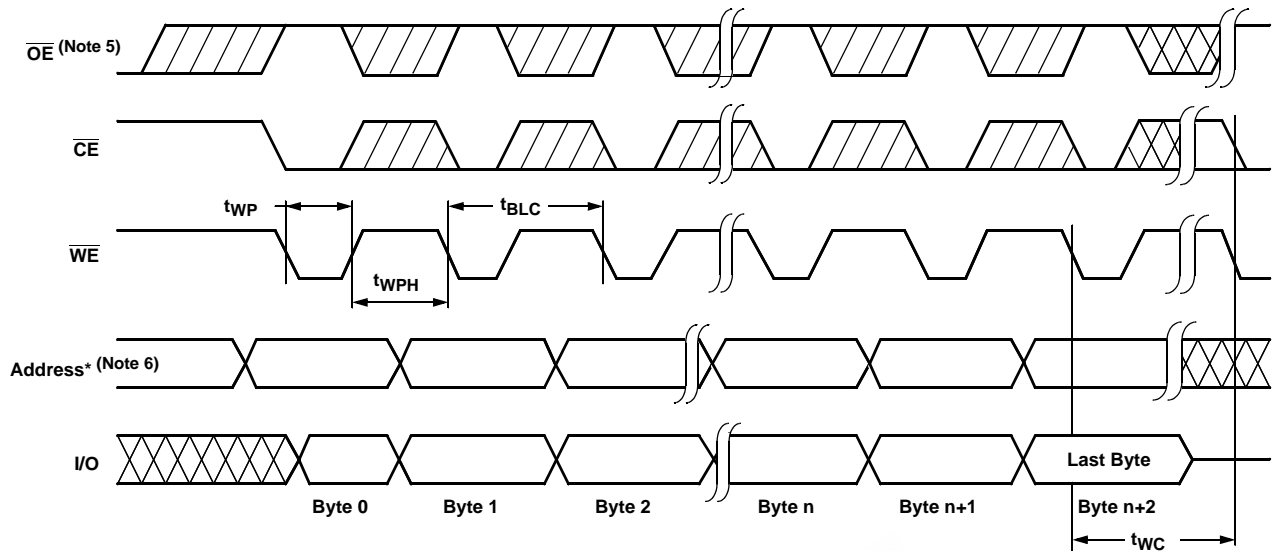 OE (Note 5)
CE
tWP
tBLC
WE
tWPH
Address* (Note 6)
I/O
Last Byte
Byte 0 Byte 1 Byte 2 Byte n Byte n+1 Byte n+2
tWC